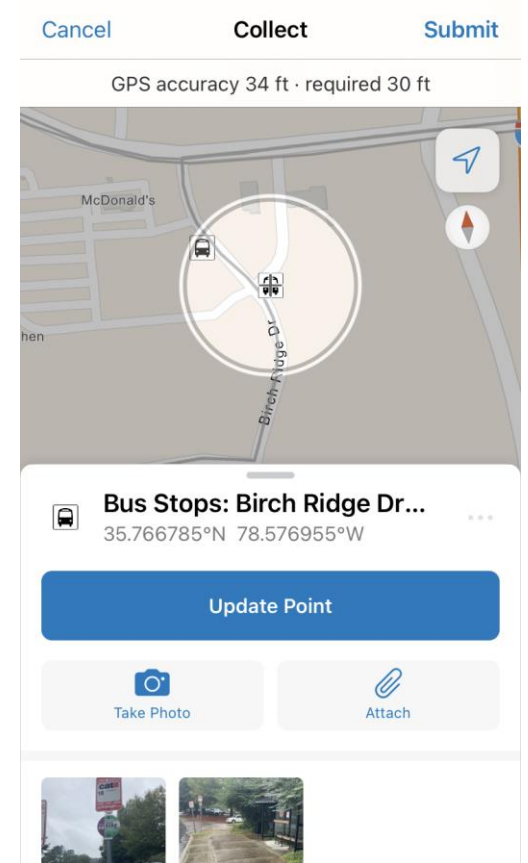 Cancel Collect Submit
GPS accuracy 34 ft · required 30 ft
McDonald's
hen
Birch Ridge Dr
Bus Stops: Birch Ridge Dr...
35.766785°N 78.576955°W
Update Point
Take Photo Attach